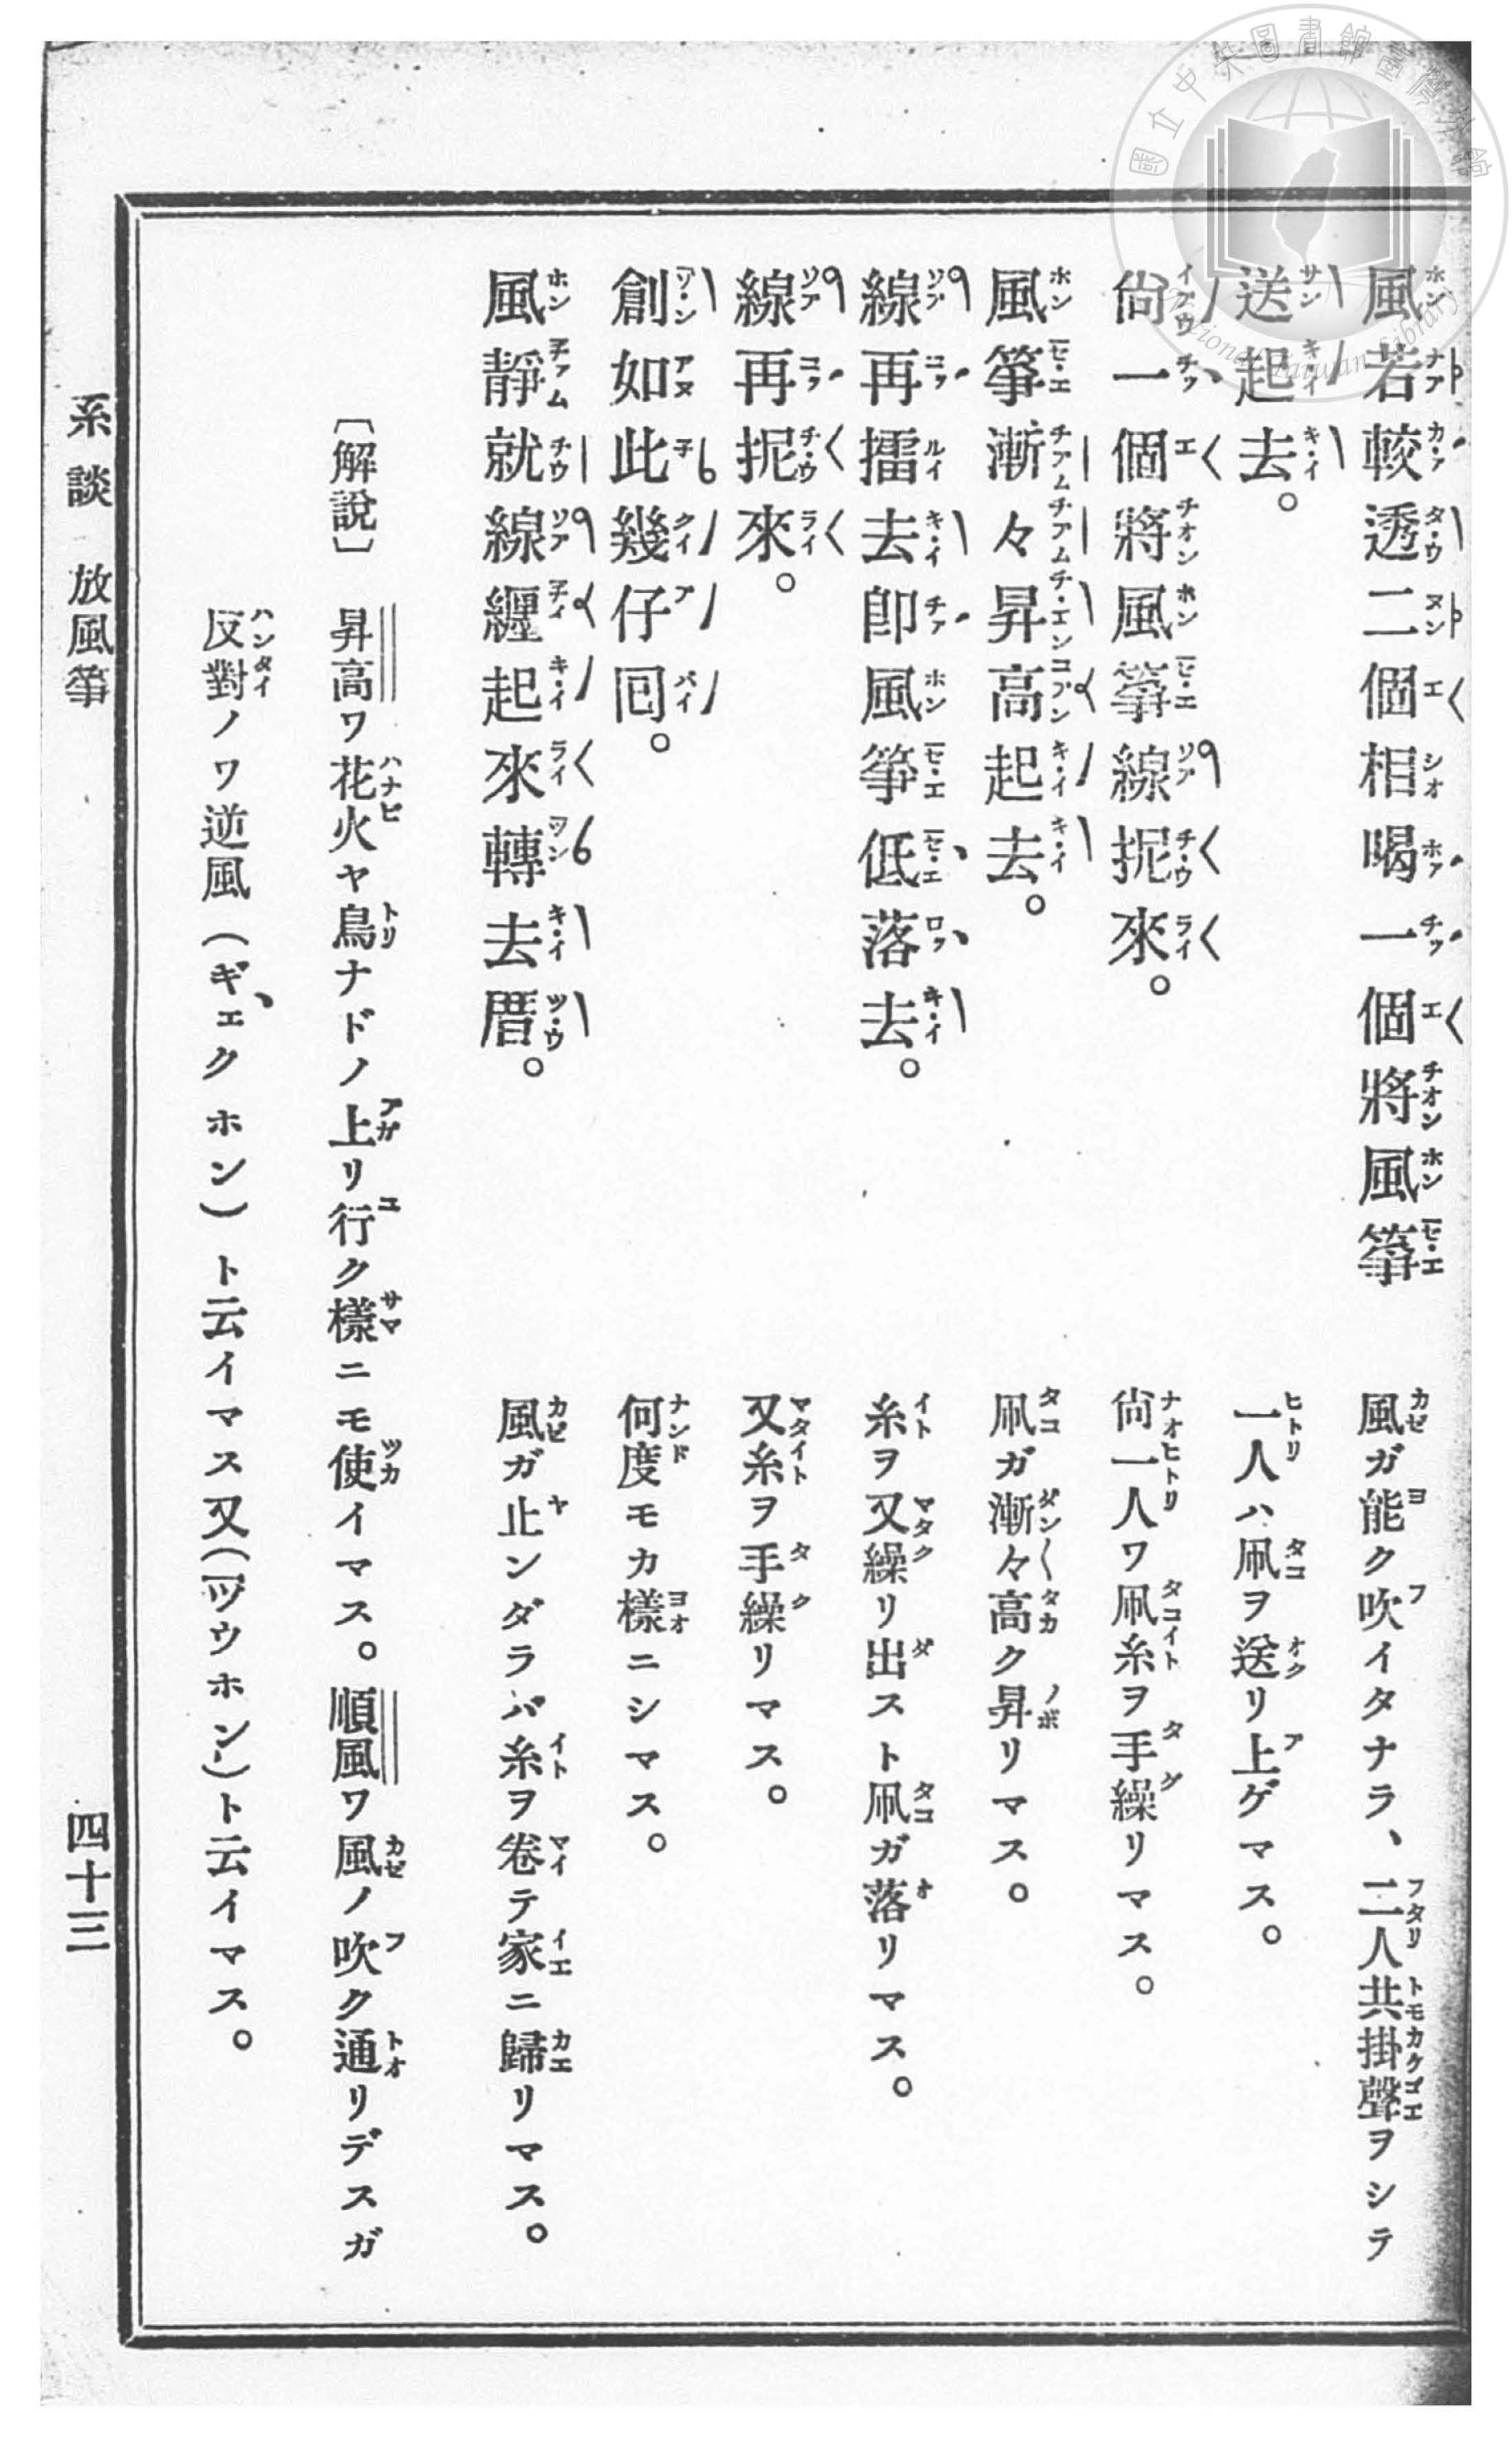 風若較透二個相喝一個將風箏
風ガ能ク吹イタナラ、二人共掛聲ヲシテ
送起去。
一人ハ凧ヲ送リ上ゲマス。
尙一個將風箏線抳來。
尙一人ワ凧糸ヲ手繰リマス。
風箏漸々昇高起去。
凧ガ漸々高ク昇リマス。
線再擂去卽風箏低落去。
糸ヲ又繰リ出スト凧ガ落リマス。
線再抳來。
又糸ヲ手繰リマス。
創如此幾仔囘。
何度モカ樣ニシマス。
風靜就線纒起來轉去厝。
風ガ止ンダラバ糸ヲ卷テ家ニ歸リマス。
〔解說〕 昇高ワ花火ヤ鳥ナドノ上リ行ク樣ニモ使イマス。順風ワ風ノ吹ク通リデスガ
反對ノワ逆風(ギェクホン)ト云イマス又(ツウホン)ト云イマス。
系談 放風箏 四十三
國立中央圖書館臺灣分館
National Taiwan Library